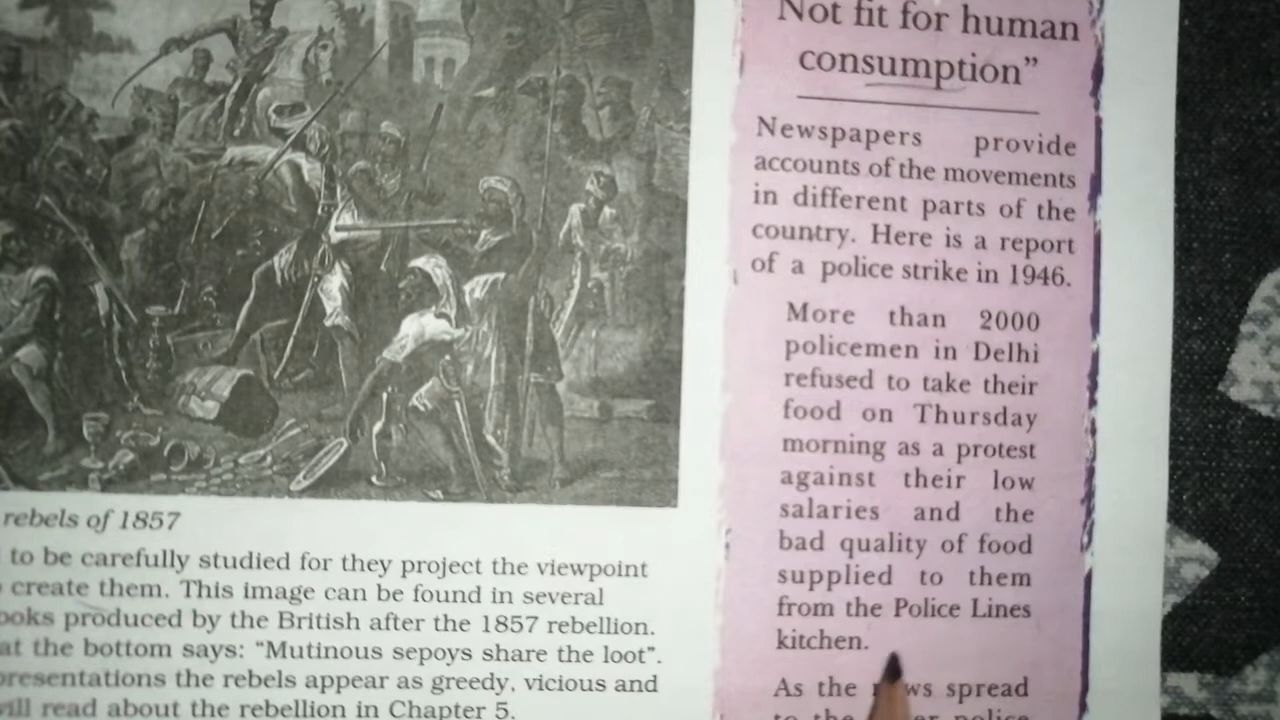 Not fit for human
consumption”
Newspapers provide
accounts of the movements
in different parts of the
country. Here is a report
of a police strike in 1946.
More than 2000
policemen in Delhi
refused to take their
food on Thursday
morning as a protest
against their low
salaries and the
bad quality of food
supplied to them
from the Police Lines
kitchen.
As the news spread
to the police
rebels of 1857
to be carefully studied for they project the viewpoint
create them. This image can be found in several
produced by the British after the 1857 rebellion.
at the bottom says: “Mutinous sepoys share the loot”.
the rebels appear as greedy, vicious and
will read about the rebellion in Chapter 5.